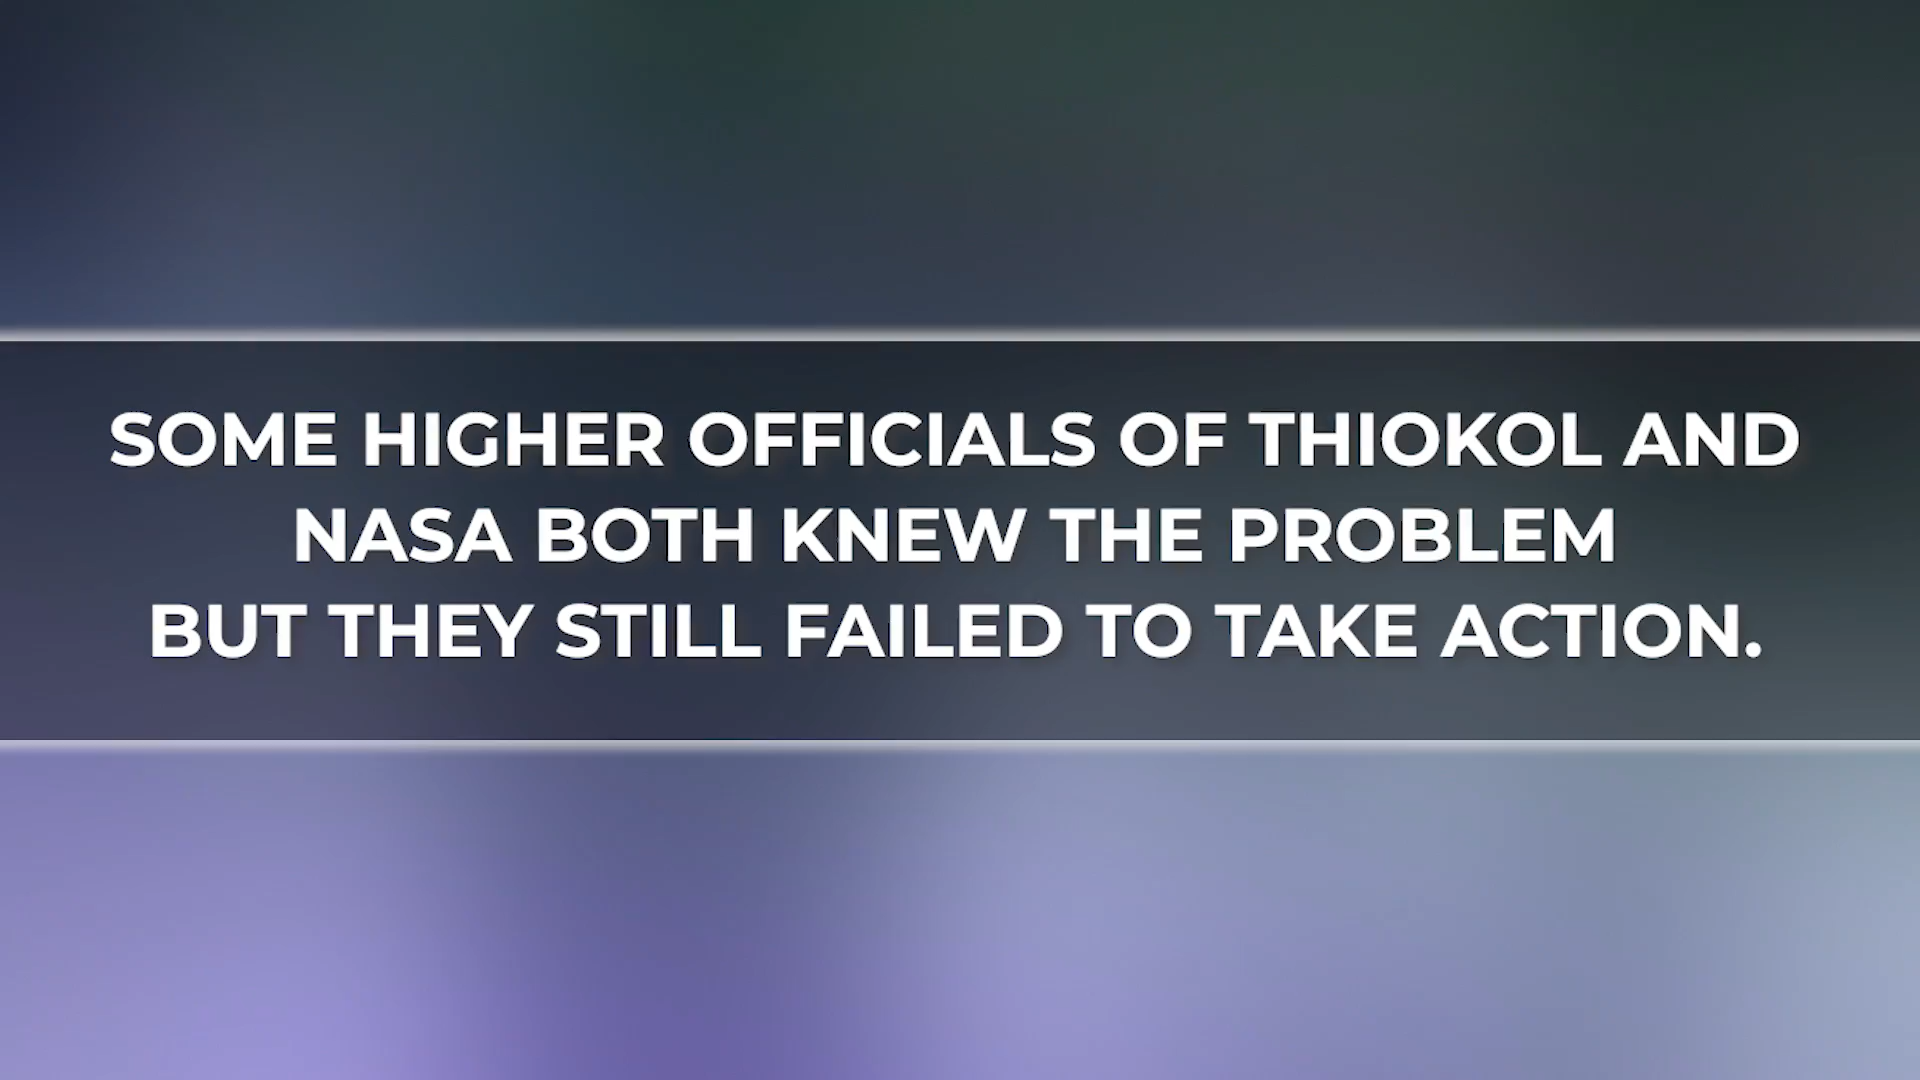 SOME HIGHER OFFICIALS OF THIOKOL AND
NASA BOTH KNEW THE PROBLEM
BUT THEY STILL FAILED TO TAKE ACTION.